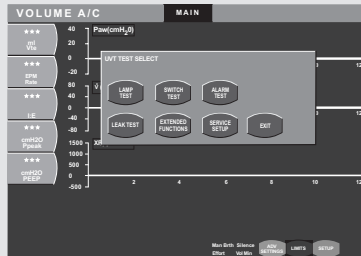 VOLUME A/C
MAIN
***
ml
Vte
***
BPM
Rate
***
I:E
***
cmH2O
Ppeak
***
cmH2O
PEEP
Paw(cmH2O)
40
20
0
-20
80
40
0
-40
-80
1500
1000
500
0
-500
UVT TEST SELECT
LAMP
TEST
SWITCH
TEST
ALARM
TEST
LEAK TEST
EXTENDED
FUNCTIONS
SERVICE
SETUP
EXIT
12
12
2 4 6 8 10 12
Man Brth Silence
Effort Vol Min
ADV
SETTINGS
LIMITS
SETUP